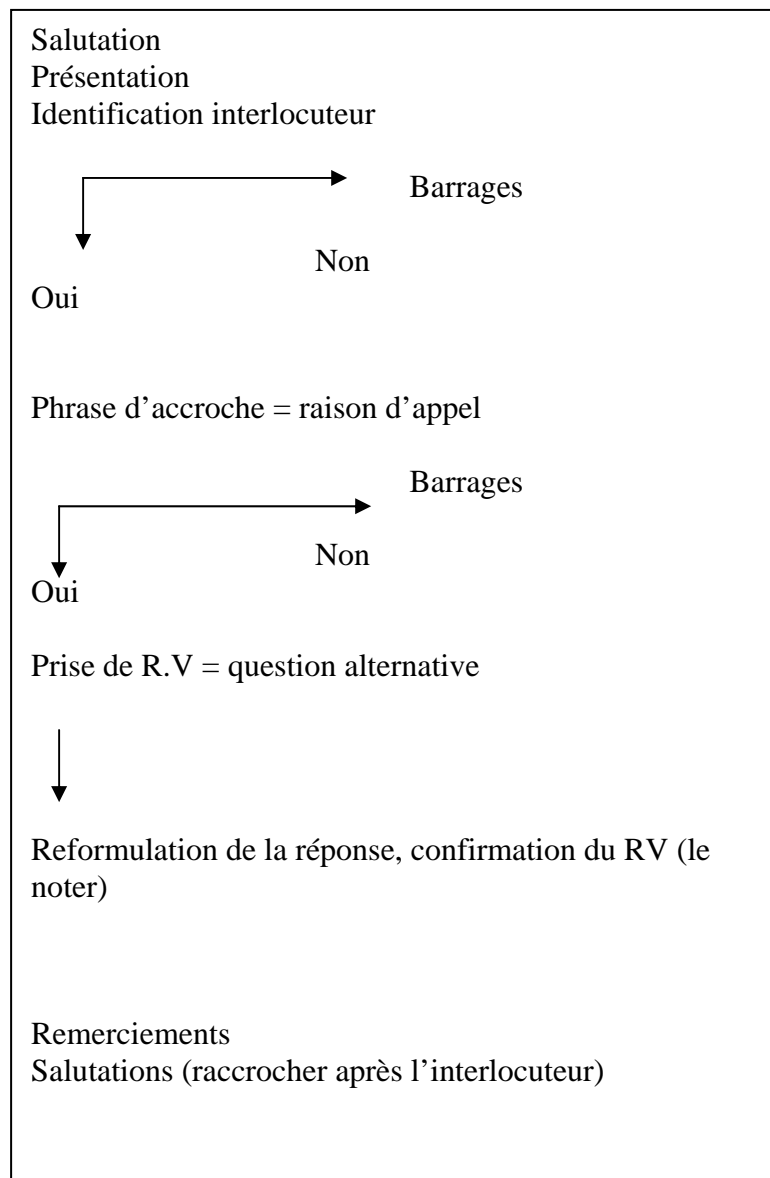 Salutation
Présentation
Identification interlocuteur
Barrages
Non
Oui
Phrase d’accroche = raison d’appel
Barrages
Non
Oui
Prise de R.V = question alternative
Reformulation de la réponse, confirmation du RV (le
noter)
Remerciements
Salutations (raccrocher après l’interlocuteur)